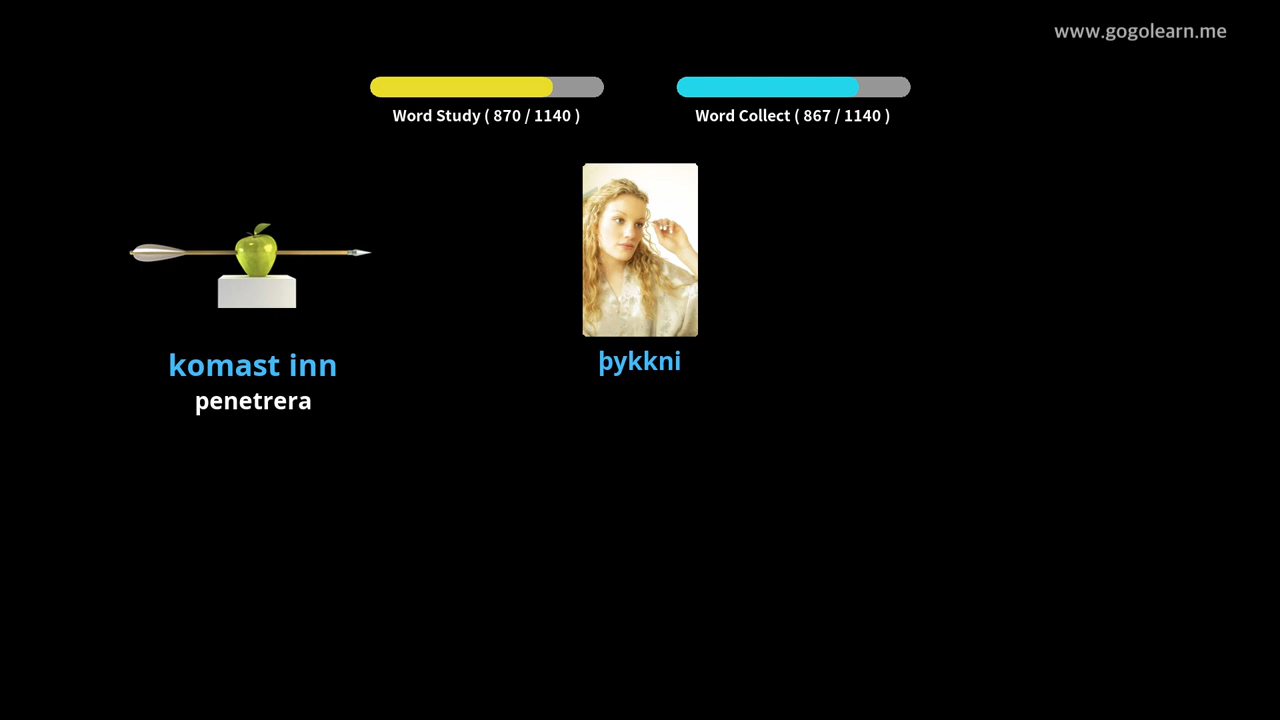 www.gogolearn.me
Word Study ( 870 / 1140 )
Word Collect ( 867 / 1140 )
komast inn
penetrera
þykkni